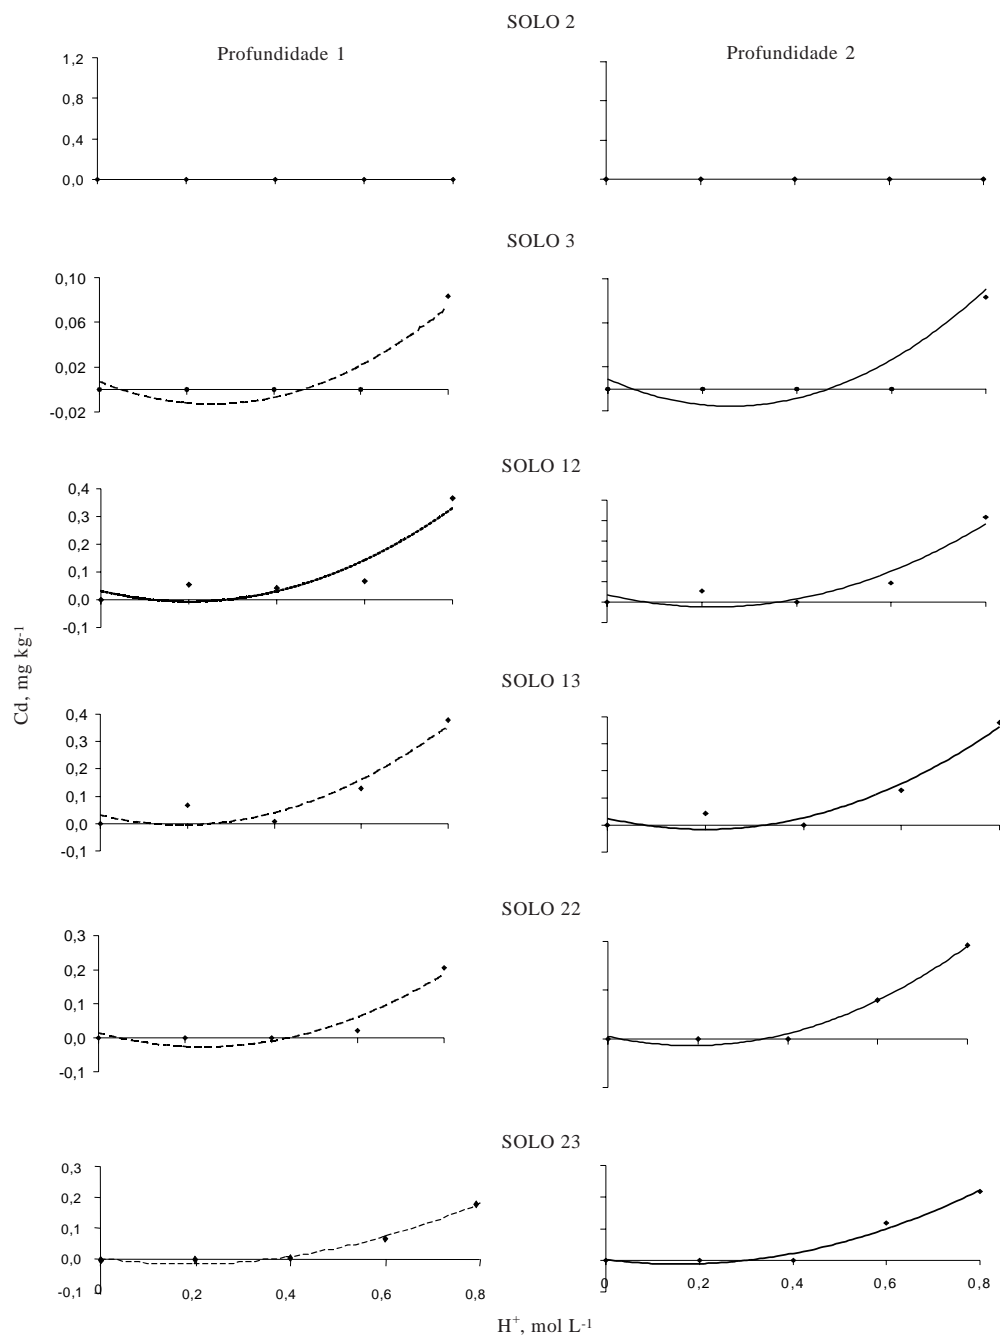 SOLO 2
Profundidade 1
Profundidade 2
1,2
0,8
0,4
0,0
SOLO 3
0,10
0,06
0,02
-0,02
SOLO 12
0,4
0,3
0,2
0,1
0,0
-0,1
Cd, mg kg-1
SOLO 13
0,4
0,3
0,2
0,1
0,0
-0,1
SOLO 22
0,3
0,2
0,1
0,0
-0,1
SOLO 23
0,3
0,2
0,1
0,0
-0,1
0 0,2 0,4 0,6 0,8
0 0,2 0,4 0,6 0,8
H+, mol L-1